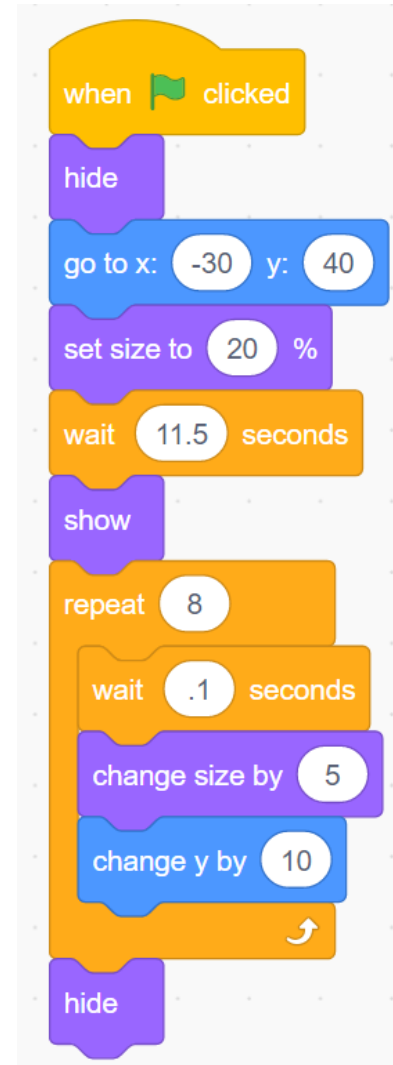 when clicked
hide
go to x: -30 y: 40
set size to 20 %
wait 11.5 seconds
show
repeat 8
wait .1 seconds
change size by 5
change y by 10
hide